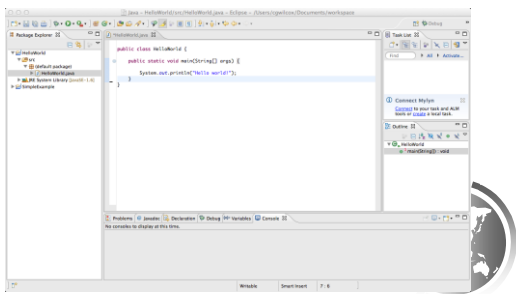 Java - HelloWorld/src/HelloWorld.java - Eclipse - /Users/cgwilcox/Documents/workspace
Debug
Package Explorer
HelloWorld
src
(default package)
HelloWorld.java
JRE System Library [JavaSE-1.6]
SimpleExample
HelloWorld.java
public class HelloWorld {
public static void main(String[] args) {
System.out.println("Hello world!");
}
}
Task List
Find
All
Activate...
Connect Mylyn
Connect to your task and ALM
tools or create a local task.
Outline
HelloWorld
main(String[]) : void
Problems
Javadoc
Declaration
Debug
Variables
Console
No consoles to display at this time.
Writable
Smart Insert
7 : 6